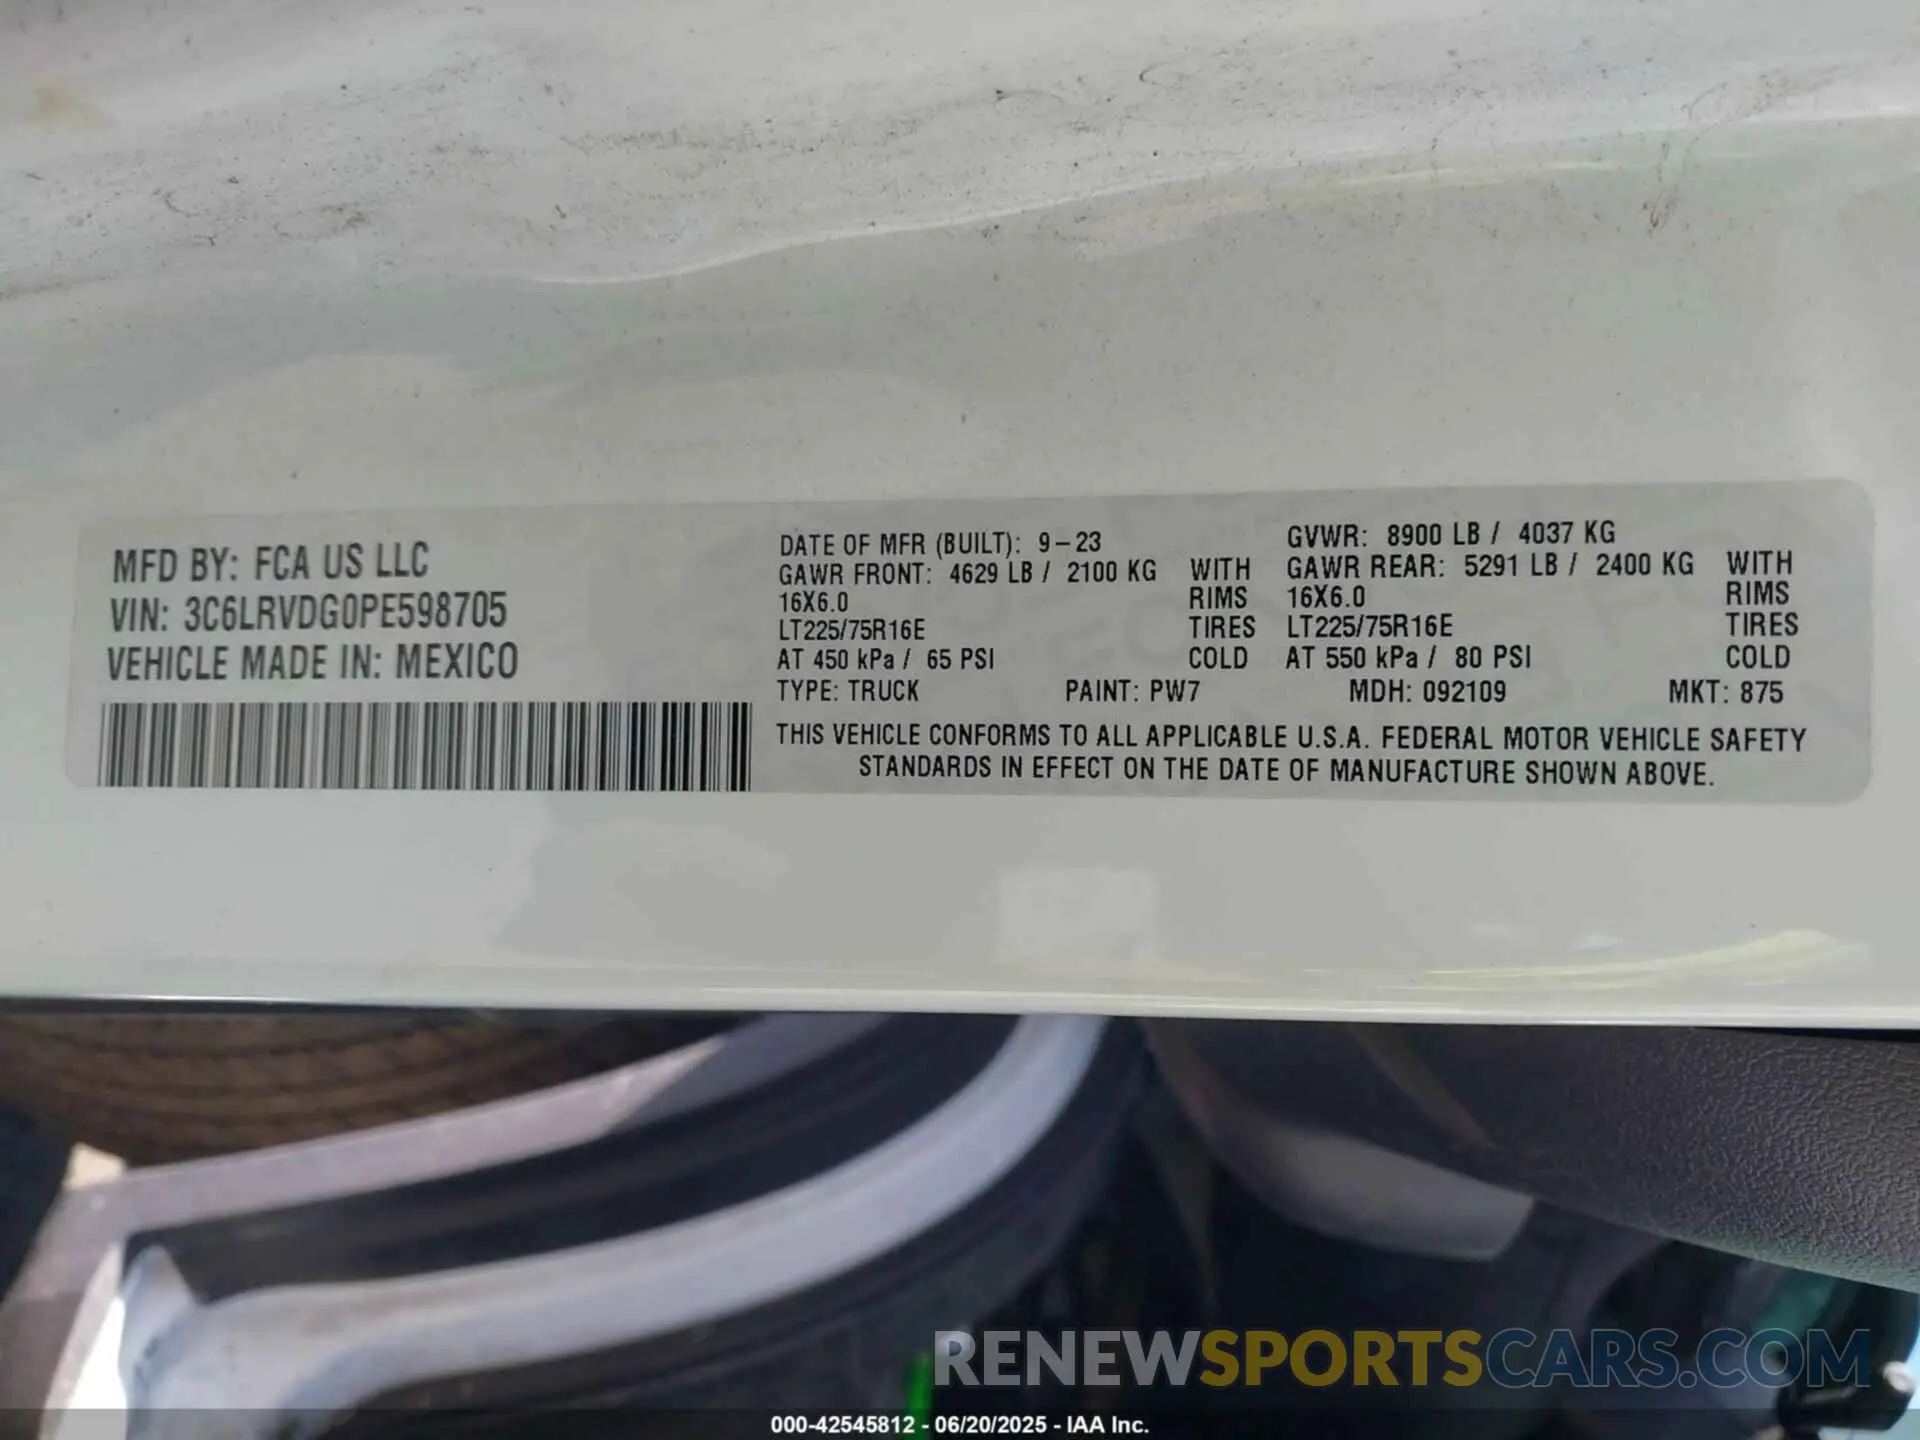 MFD BY: FCA US LLC
VIN: 3C6LRVDG0PE598705
VEHICLE MADE IN: MEXICO
DATE OF MFR (BUILT): 9-23
GVWR: 8900 LB / 4037 KG
GAWR FRONT: 4629 LB / 2100 KG WITH
16X6.0 RIMS
LT225/75R16E TIRES
AT 450 kPa / 65 PSI COLD
GAWR REAR: 5291 LB / 2400 KG WITH
16X6.0 RIMS
LT225/75R16E TIRES
AT 550 kPa / 80 PSI COLD
TYPE: TRUCK PAINT: PW7 MDH: 092109 MKT: 875
THIS VEHICLE CONFORMS TO ALL APPLICABLE U.S.A. FEDERAL MOTOR VEHICLE SAFETY
STANDARDS IN EFFECT ON THE DATE OF MANUFACTURE SHOWN ABOVE.
RENEWSPORTSCARS.COM
000-42545812 - 06/20/2025 - IAA Inc.